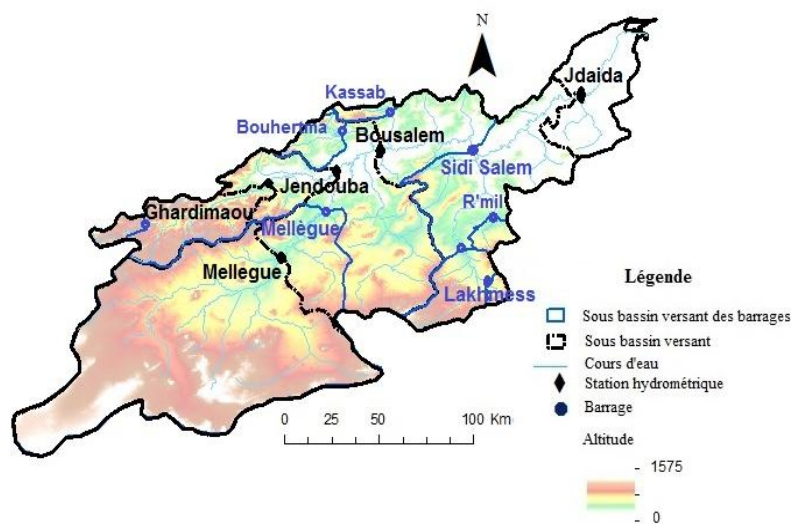 N
Jdaida
Kassab
Bouhertma
Bousalem
Sidi Salem
Jendouba
R'mil
Ghardimaou
Mellègue
Mellegue
Lakhmess
Légende
Sous bassin versant des barrages
Sous bassin versant
Cours d'eau
Station hydrométrique
Barrage
Altitude
1575
0
0 25 50 100 Km